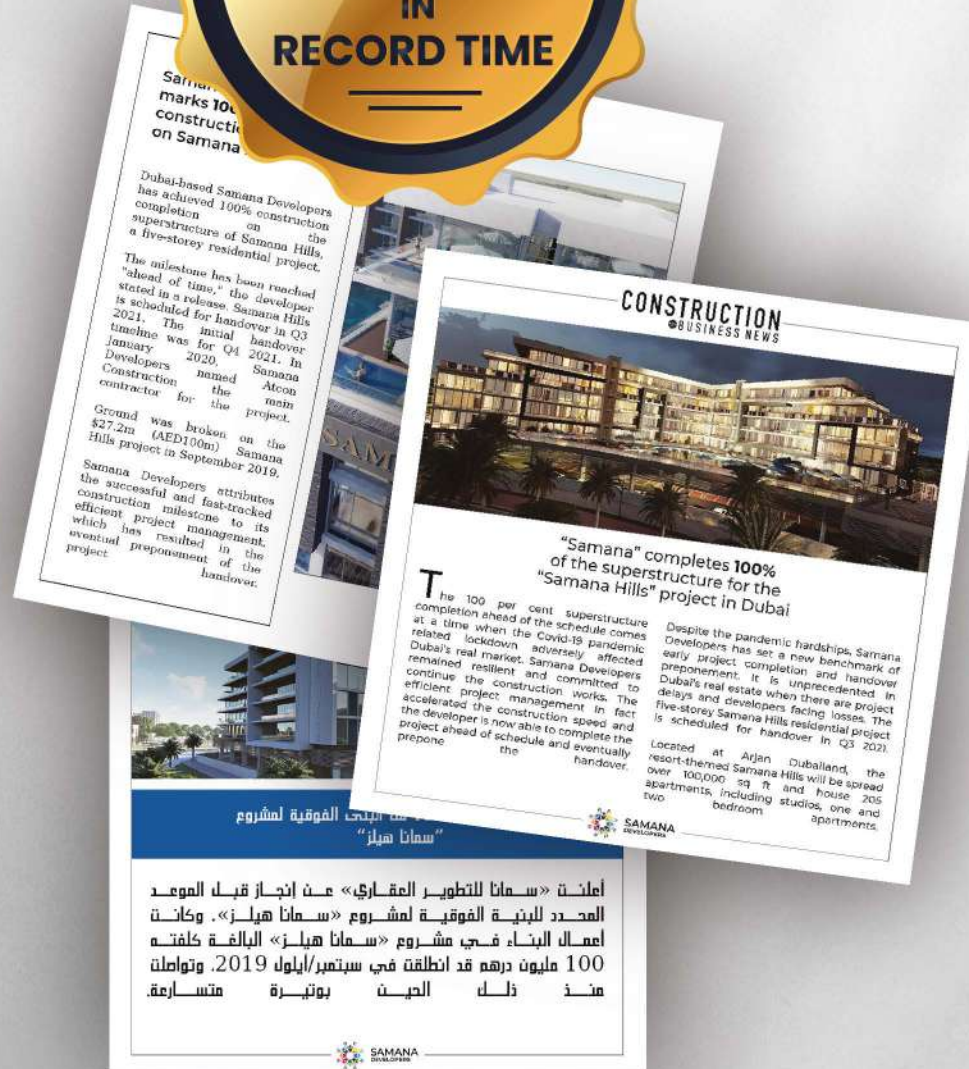 IN
RECORD TIME
marks
on Samana
Dubai-based Samana Developers
has achieved 100% construction
completion on the
superstructure of Samana Hills,
a five-storey residential project.
The milestone has been reached
"ahead of time," the developer
stated in a release. Samana Hills
is scheduled for handover in Q3
2021. The initial handover
timeline was for Q4 2021. In
January 2020, Samana
Developers named Atcon
Construction the main
contractor for the project.
Ground was broken on the
$27.2m (AED100m) Samana
Hills project in September 2019.
Samana Developers attributes
the successful and fast-tracked
construction milestone to its
efficient project management,
which has resulted in the
eventual preponement of the
project handover.
SAM
CONSTRUCTION
BUSINESS NEWS
"Samana" completes 100%
of the superstructure for the
"Samana Hills" project in Dubai
The 100 per cent superstructure
completion ahead of the schedule comes
at a time when the Covid-19 pandemic
related lockdown adversely affected
Dubai's real market. Samana Developers
remained resilient and committed to
continue the construction works. The
efficient project management in fact
accelerated the construction speed and
the developer is now able to complete the
project ahead of schedule and eventually
prepone the handover.
Despite the pandemic hardships, Samana
Developers has set a new benchmark of
early project completion and handover
preponement. It is unprecedented in
Dubai's real estate when there are project
delays and developers facing losses. The
five-storey Samana Hills residential project
is scheduled for handover in Q3 2021.
Located at Arjan Dubailand, the
resort-themed Samana Hills will be spread
over 100,000 sq ft and house 205
apartments, including studios, one and
two bedroom apartments.
SAMANA
DEVELOPERS
الفوقية لمشروع
"سمانا هيلز"
أعلنت «سمانا للتطوير العقاري» عن إنجاز قبل الموعد
المحدد للبنية الفوقية لمشروع «سمانا هيلز». وكانت
أعمال البناء في مشروع «سمانا هيلز» البالغة كلفته
100 مليون درهم قد انطلقت في سبتمبر/أيلول 2019. وتواصلت
منذ ذلك الحين بوتيرة متسارعة.
SAMANA
DEVELOPERS